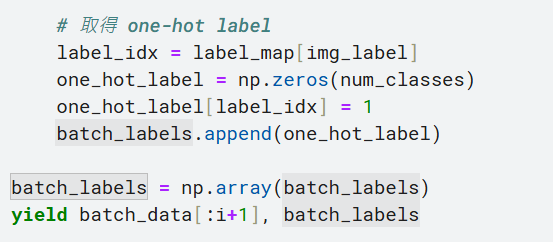 # 取得 one-hot label
label_idx = label_map[img_label]
one_hot_label = np.zeros(num_classes)
one_hot_label[label_idx] = 1
batch_labels.append(one_hot_label)
batch_labels = np.array(batch_labels)
yield batch_data[:i+1], batch_labels